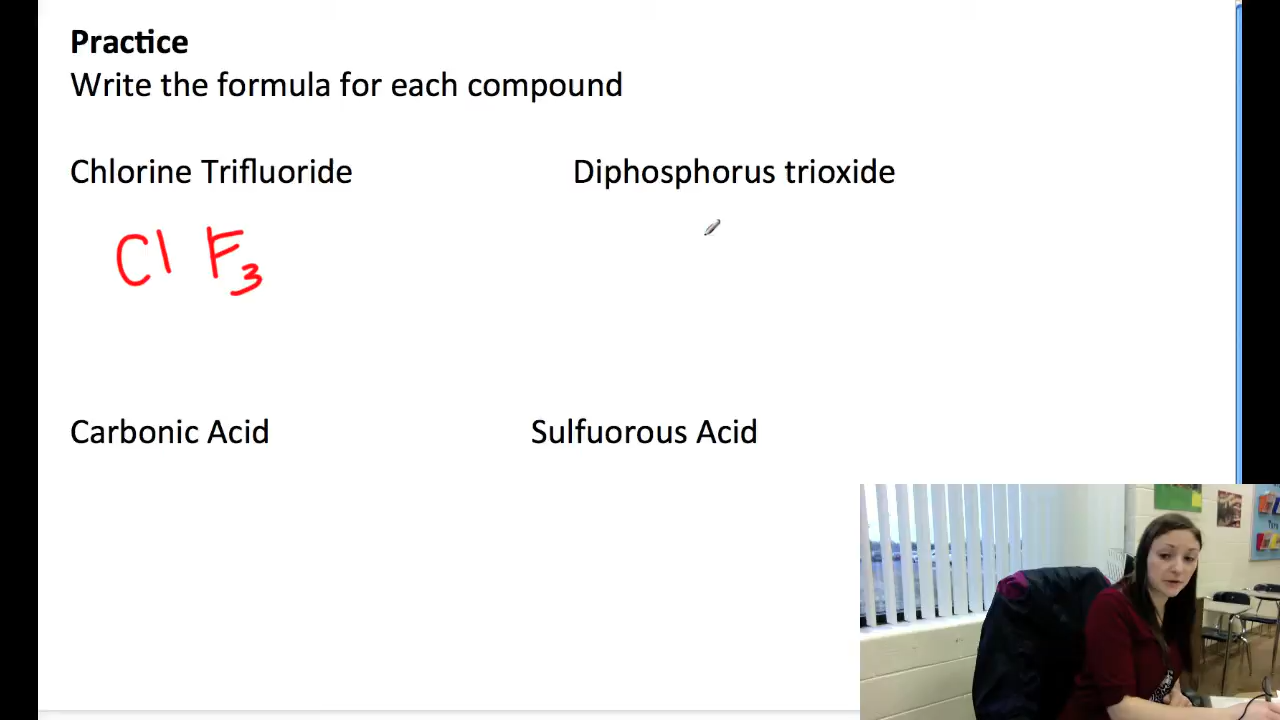 Practice
Write the formula for each compound
Chlorine Trifluoride
Diphosphorus trioxide
Cl F₃
Carbonic Acid
Sulfuorous Acid